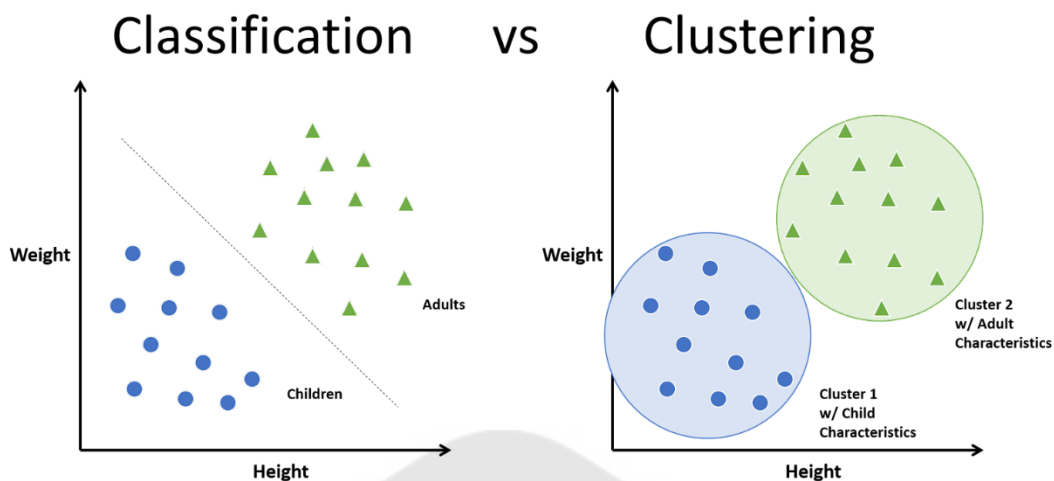 Classification vs Clustering
Weight
Adults
Children
Height
Weight
Cluster 2
w/ Adult
Characteristics
Cluster 1
w/ Child
Characteristics
Height